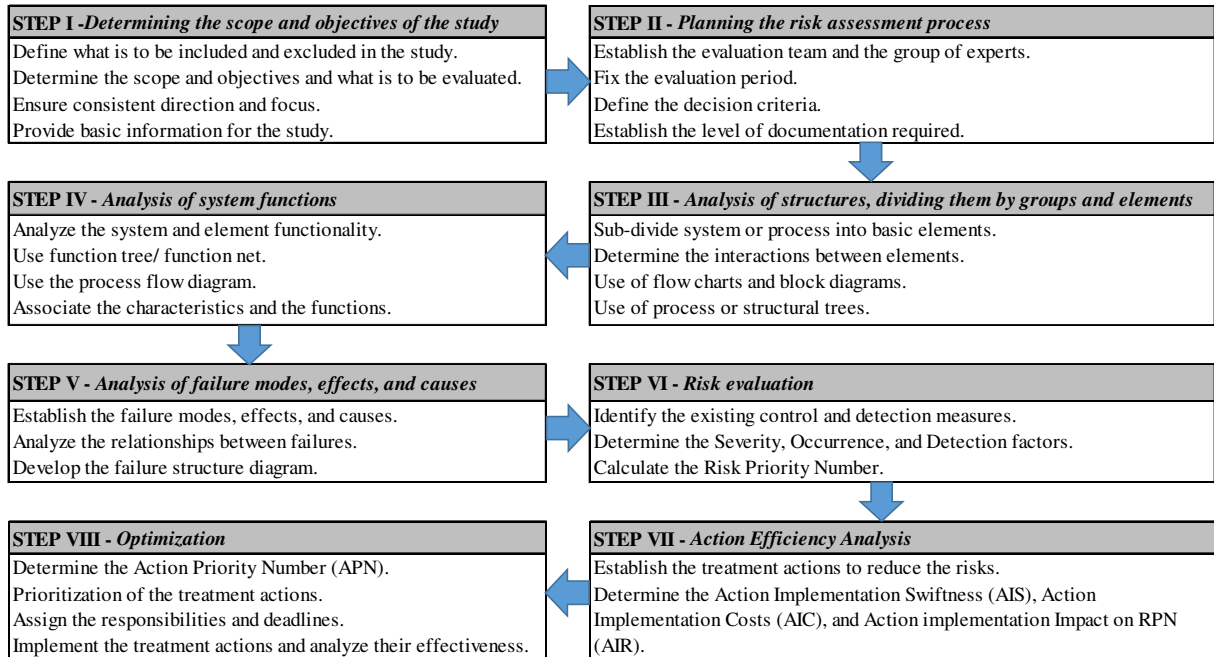 STEP I -Determining the scope and objectives of the study
Define what is to be included and excluded in the study.
Determine the scope and objectives and what is to be evaluated.
Ensure consistent direction and focus.
Provide basic information for the study.
STEP II - Planning the risk assessment process
Establish the evaluation team and the group of experts.
Fix the evaluation period.
Define the decision criteria.
Establish the level of documentation required.
STEP III - Analysis of structures, dividing them by groups and elements
Sub-divide system or process into basic elements.
Determine the interactions between elements.
Use of flow charts and block diagrams.
Use of process or structural trees.
STEP IV - Analysis of system functions
Analyze the system and element functionality.
Use function tree/ function net.
Use the process flow diagram.
Associate the characteristics and the functions.
STEP V - Analysis of failure modes, effects, and causes
Establish the failure modes, effects, and causes.
Analyze the relationships between failures.
Develop the failure structure diagram.
STEP VI - Risk evaluation
Identify the existing control and detection measures.
Determine the Severity, Occurrence, and Detection factors.
Calculate the Risk Priority Number.
STEP VII - Action Efficiency Analysis
Establish the treatment actions to reduce the risks.
Determine the Action Implementation Swiftness (AIS), Action
Implementation Costs (AIC), and Action implementation Impact on RPN
(AIR).
STEP VIII - Optimization
Determine the Action Priority Number (APN).
Prioritization of the treatment actions.
Assign the responsibilities and deadlines.
Implement the treatment actions and analyze their effectiveness.